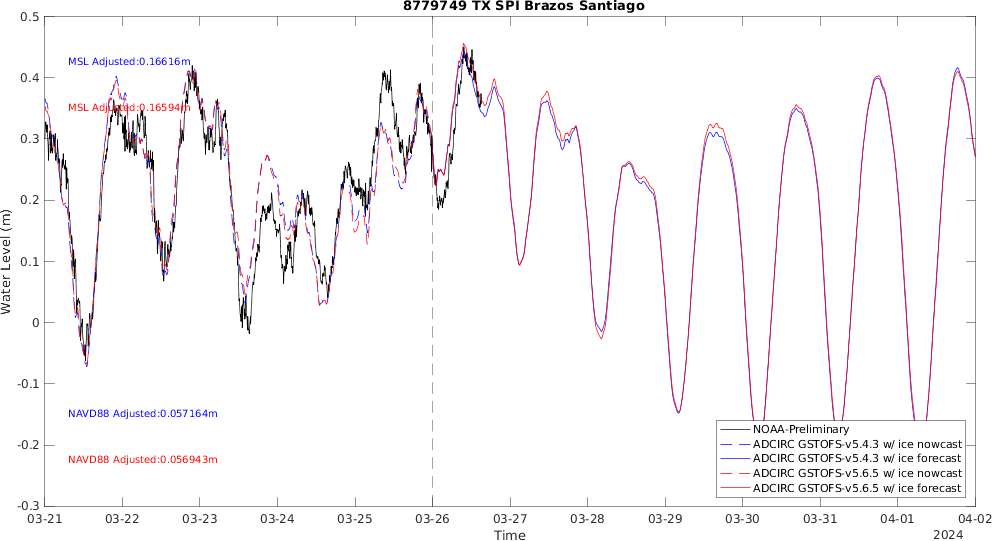 8779749 TX SPI Brazos Santiago
0.5
0.4
0.3
0.2
0.1
0
-0.1
-0.2
-0.3
Water Level (m)
MSL Adjusted:0.16616m
MSL Adjusted:0.16594m
NAVD88 Adjusted:0.057164m
NAVD88 Adjusted:0.056943m
NOAA-Preliminary
ADCIRC GSTOFS-v5.4.3 w/ ice nowcast
ADCIRC GSTOFS-v5.4.3 w/ ice forecast
ADCIRC GSTOFS-v5.6.5 w/ ice nowcast
ADCIRC GSTOFS-v5.6.5 w/ ice forecast
03-21 03-22 03-23 03-24 03-25 03-26 03-27 03-28 03-29 03-30 03-31 04-01 04-02
Time
2024